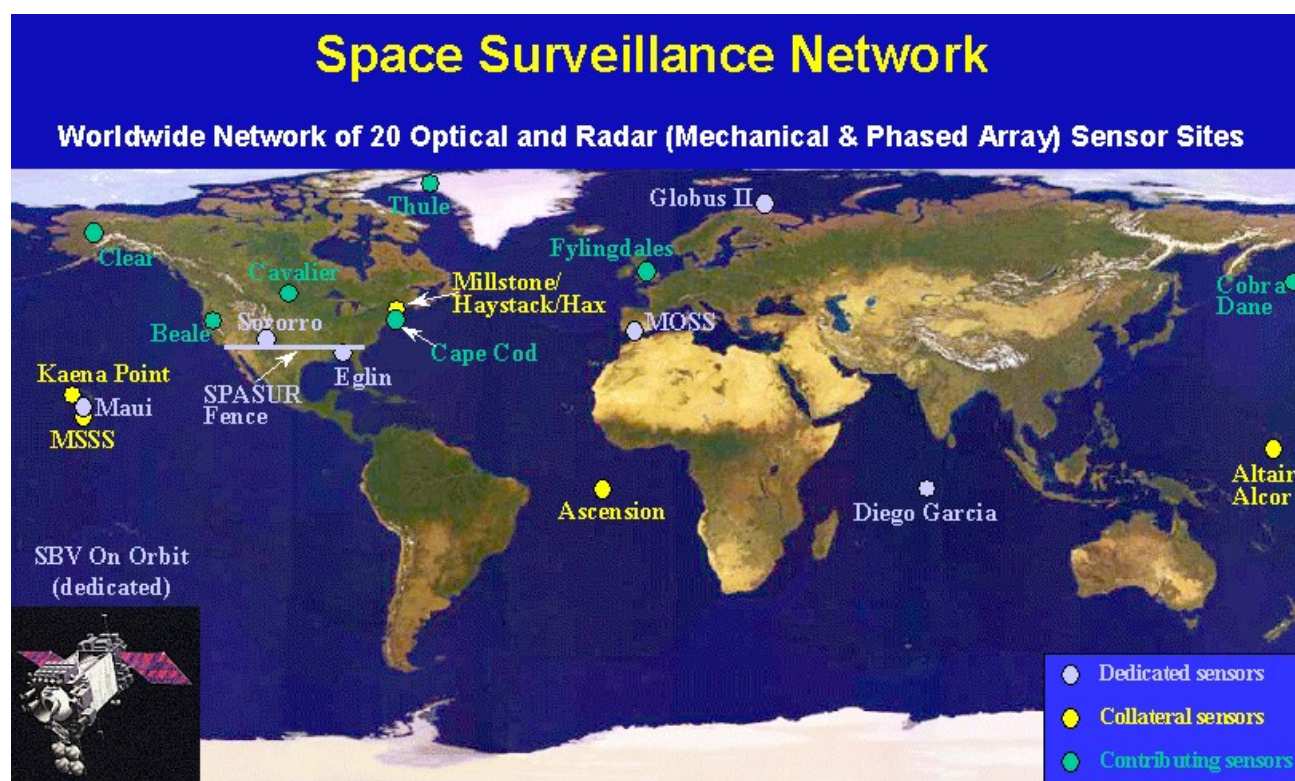 Space Surveillance Network
Worldwide Network of 20 Optical and Radar (Mechanical & Phased Array) Sensor Sites
Thule
Globus II
Clear
Fylingdales
Cavalier
Millstone/
Haystack/Hax
Cobra
Dane
Beale
Socorro
MOSS
Cape Cod
Kaena Point
SPASUR
Fence
Eglin
Maui
MSSS
Altair
Alcor
Ascension
Diego Garcia
SBV On Orbit
(dedicated)
Dedicated sensors
Collateral sensors
Contributing sensors